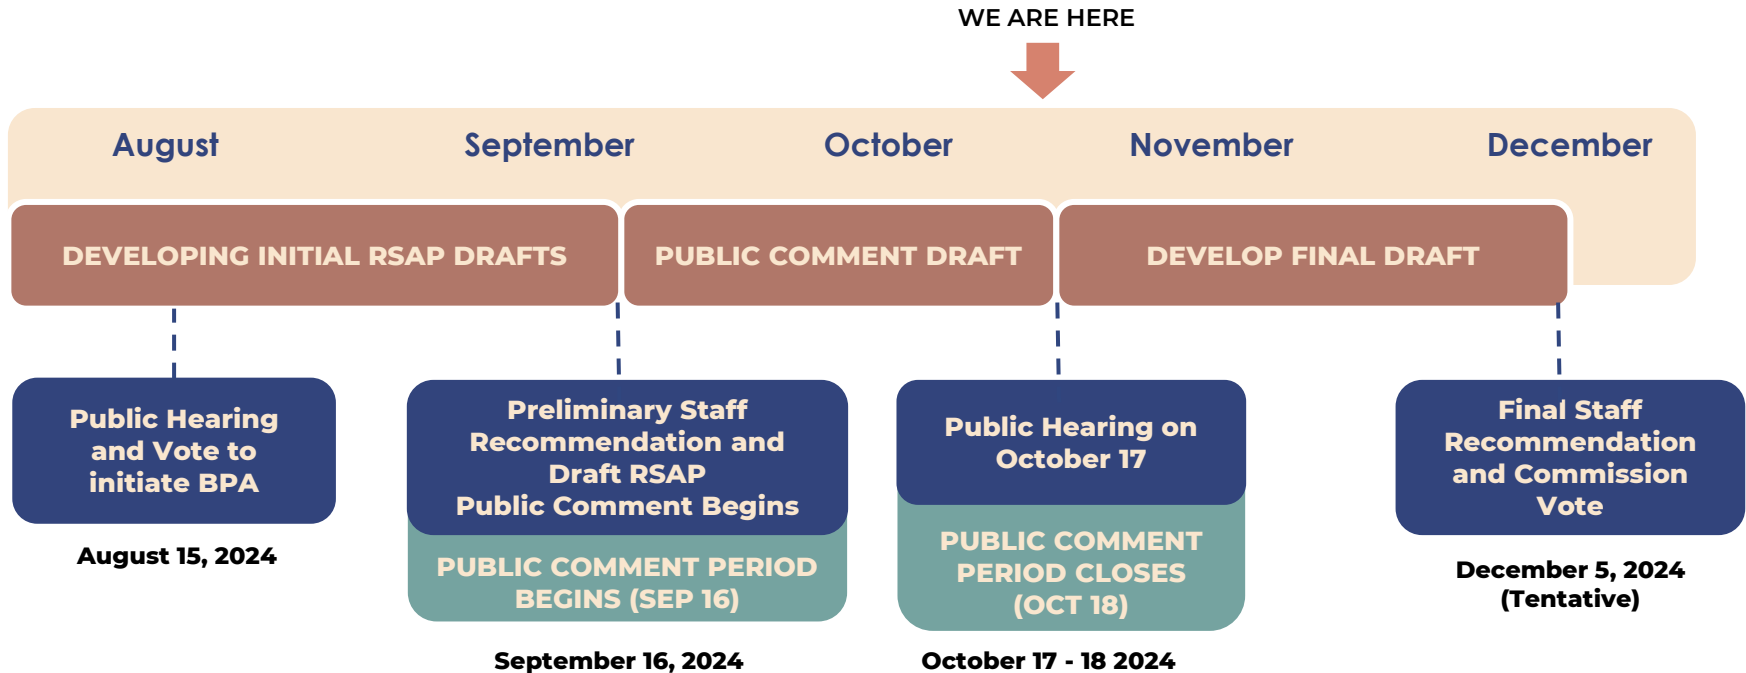 WE ARE HERE
August
September
October
November
December
DEVELOPING INITIAL RSAP DRAFTS
PUBLIC COMMENT DRAFT
DEVELOP FINAL DRAFT
Public Hearing
and Vote to
initiate BPA
August 15, 2024
Preliminary Staff
Recommendation and
Draft RSAP
Public Comment Begins
PUBLIC COMMENT PERIOD
BEGINS (SEP 16)
September 16, 2024
Public Hearing on
October 17
PUBLIC COMMENT
PERIOD CLOSES
(OCT 18)
October 17 - 18 2024
Final Staff
Recommendation
and Commission
Vote
December 5, 2024
(Tentative)